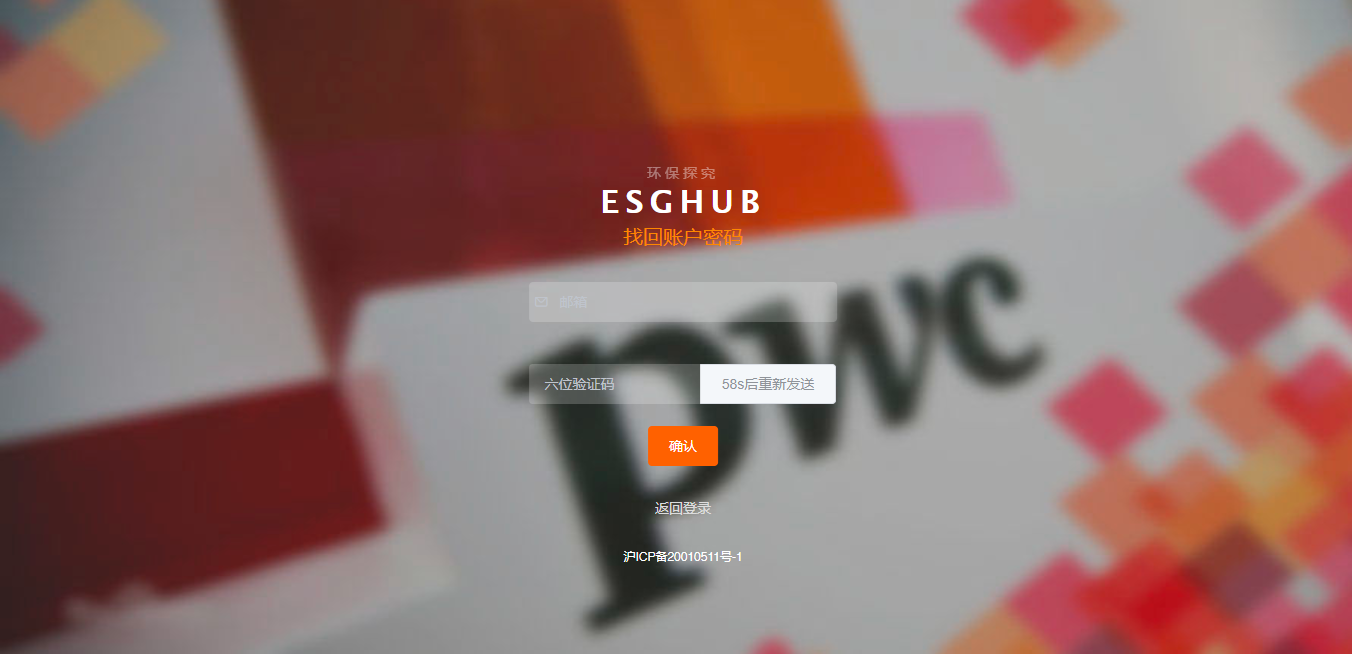 环保探究
ESGHUB
找回账户密码
邮箱
pwc
六位验证码
58s后重新发送
确认
返回登录
沪ICP备20010511号-1